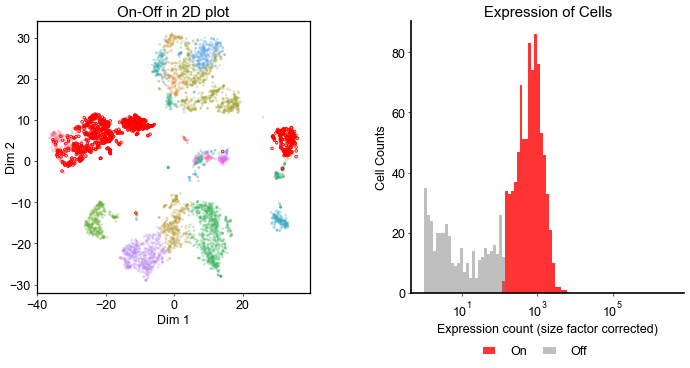 On-Off in 2D plot
Dim 2
30
20
10
0
−10
−20
−30
−40
−20
0
20
Dim 1
Expression of Cells
Cell Counts
80
60
40
20
0
10^1
10^3
10^5
Expression count (size factor corrected)
On
Off